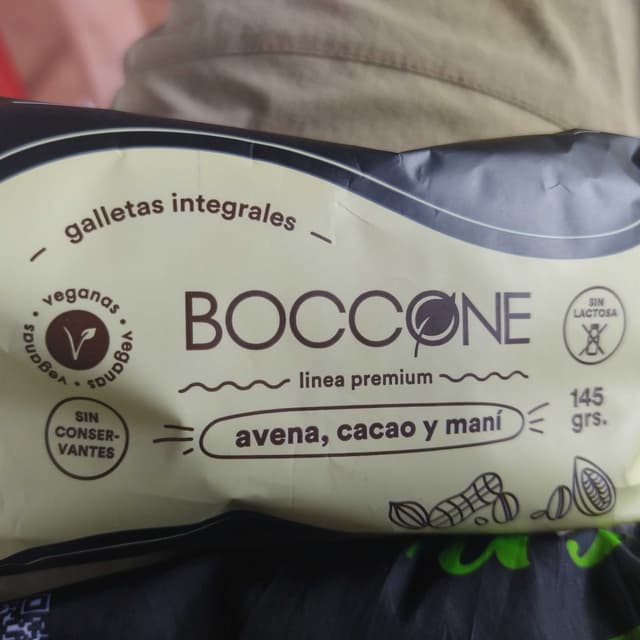 galletas integrales
veganas • veganas • veganas •
BOCCONE
SIN
LACTOSA
linea premium
SIN
CONSER-
VANTES
avena, cacao y maní
145
grs.